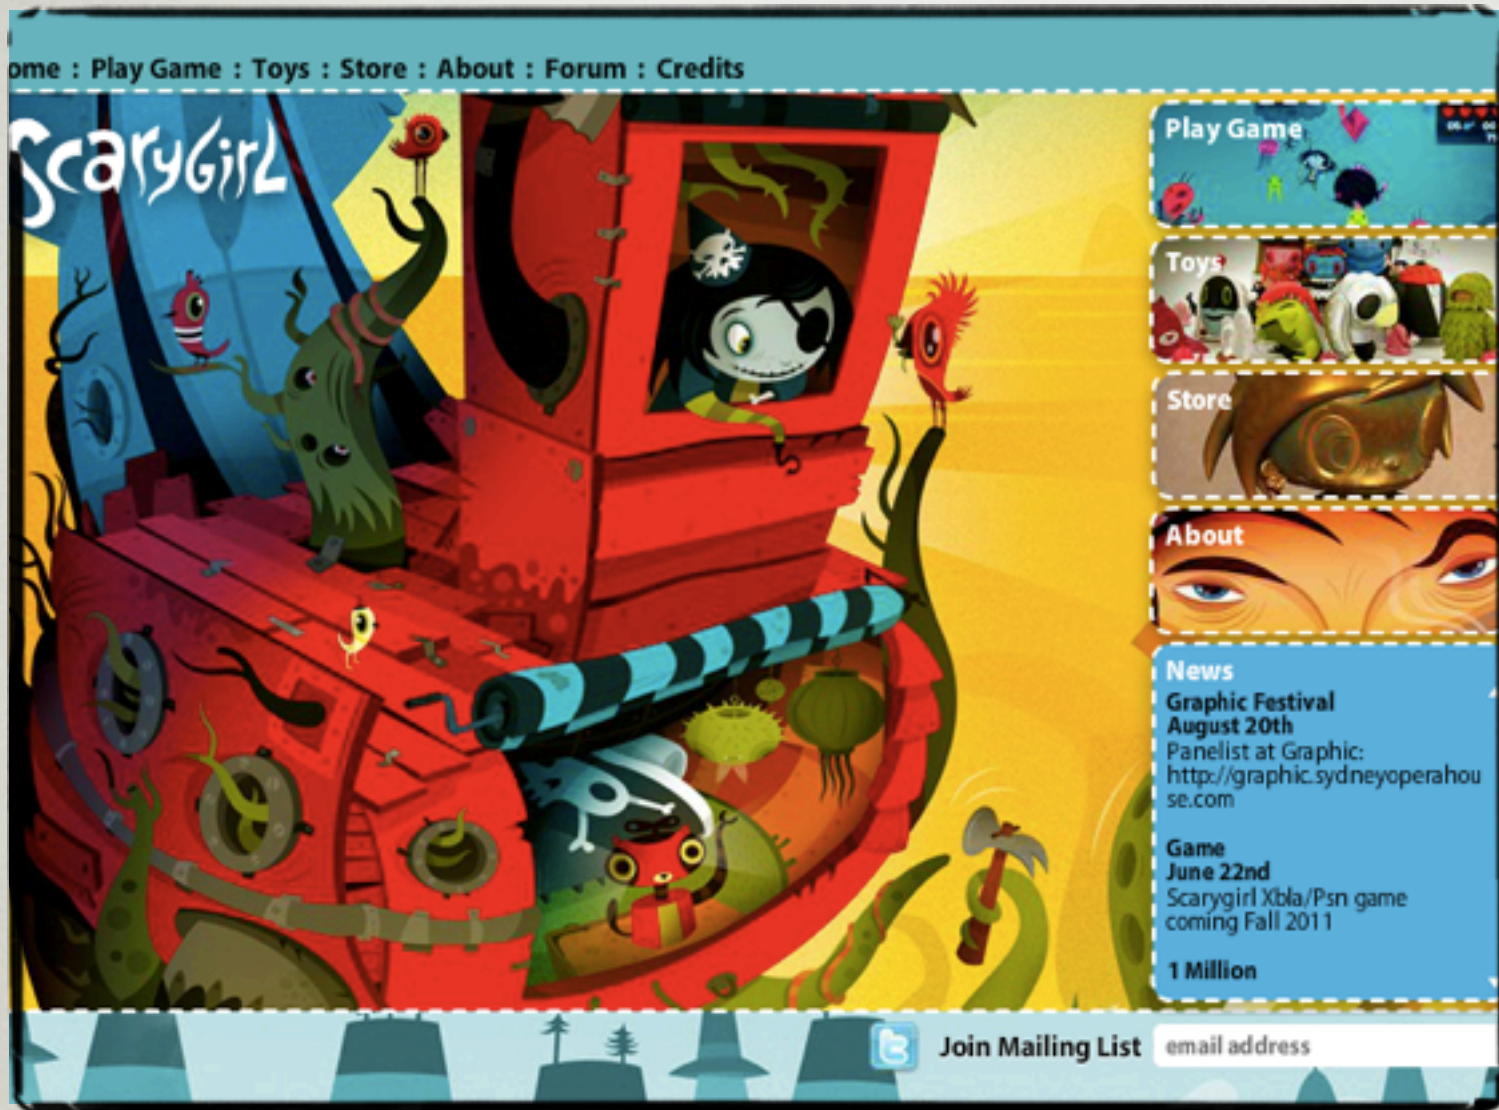 ome : Play Game : Toys : Store : About : Forum : Credits
ScaryGirl
Play Game
Toys
Store
About
News
Graphic Festival
August 20th
Panelist at Graphic:
http://graphic.sydneyoperahou
se.com
Game
June 22nd
Scarygirl Xbla/Psn game
coming Fall 2011
1 Million
Join Mailing List
email address